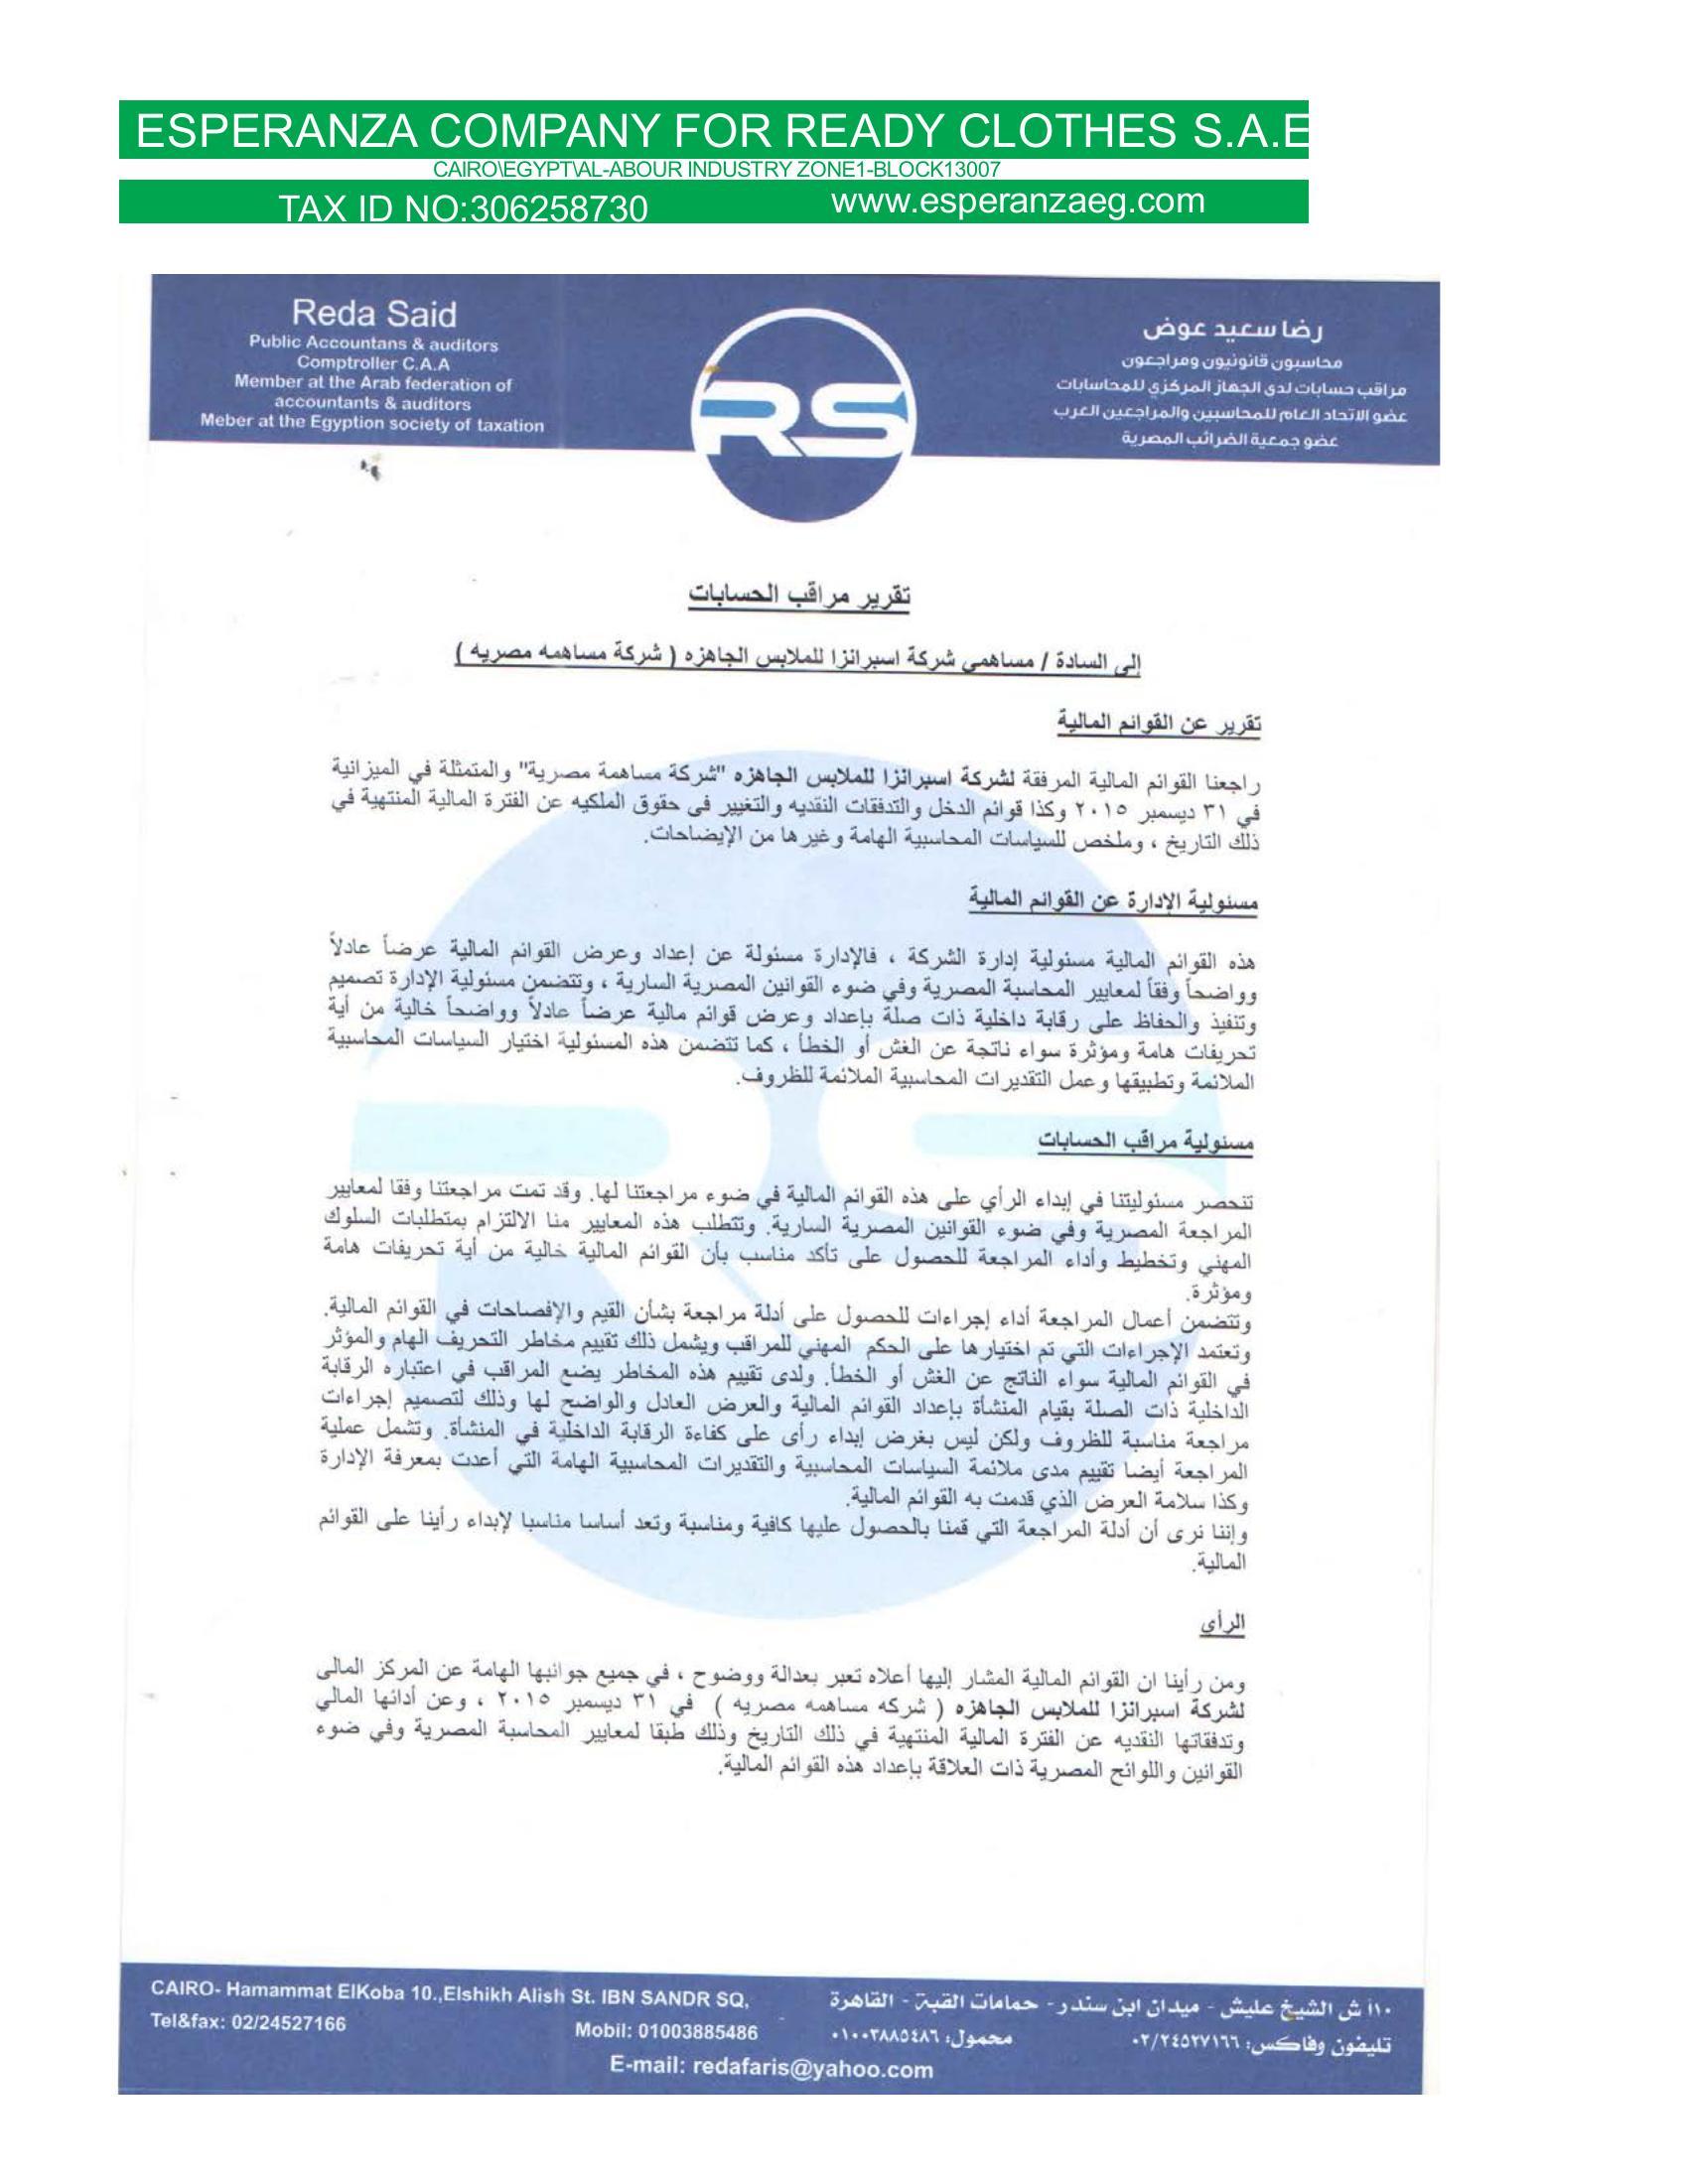 ESPERANZA COMPANY FOR READY CLOTHES S.A.E
CAIRO\EGYPT\AL-ABOUR INDUSTRY ZONE1-BLOCK13007
TAX ID NO:306258730
www.esperanzaeg.com
Reda Said
Public Accountans & auditors
Comptroller C.A.A
Member at the Arab federation of
accountants & auditors
Meber at the Egyption society of taxation
RS
رضا سعيد عوض
محاسبون قانونيون ومراجعون
مراقب حسابات لدى الجهاز المركزي للمحاسابات
عضو الاتحاد العام للمحاسبين والمراجعين العرب
عضو جمعية الضرائب المصرية
تقرير مراقب الحسابات
إلى السادة / مساهمى شركة اسبرانزا للملابس الجاهزه ( شركة مساهمه مصريه )
تقرير عن القوائم المالية
راجعنا القوائم المالية المرفقة لشركة اسبرانزا للملابس الجاهزه "شركة مساهمة مصرية" والمتمثلة في الميزانية
في ٣١ ديسمبر ٢٠١٥ وكذا قوائم الدخل والتدفقات النقديه والتغيير فى حقوق الملكيه عن الفترة المالية المنتهية في
ذلك التاريخ ، وملخص للسياسات المحاسبية الهامة وغيرها من الإيضاحات.
مسئولية الإدارة عن القوائم المالية
هذه القوائم المالية مسئولية إدارة الشركة ، فالإدارة مسئولة عن إعداد وعرض القوائم المالية عرضاً عادلاً
وواضحاً وفقاً لمعايير المحاسبة المصرية وفي ضوء القوانين المصرية السارية ، وتتضمن مسئولية الإدارة تصميم
وتنفيذ والحفاظ على رقابة داخلية ذات صلة بإعداد وعرض قوائم مالية عرضاً عادلاً وواضحاً خالية من أية
تحريفات هامة ومؤثرة سواء ناتجة عن الغش أو الخطأ ، كما تتضمن هذه المسئولية اختيار السياسات المحاسبية
الملائمة وتطبيقها وعمل التقديرات المحاسبية الملائمة للظروف.
مسئولية مراقب الحسابات
تنحصر مسئوليتنا في إبداء الرأي على هذه القوائم المالية في ضوء مراجعتنا لها. وقد تمت مراجعتنا وفقا لمعايير
المراجعة المصرية وفي ضوء القوانين المصرية السارية. وتتطلب هذه المعايير منا الالتزام بمتطلبات السلوك
المهني وتخطيط وأداء المراجعة للحصول على تأكد مناسب بأن القوائم المالية خالية من أية تحريفات هامة
ومؤثرة.
وتتضمن أعمال المراجعة أداء إجراءات للحصول على أدلة مراجعة بشأن القيم والإفصاحات في القوائم المالية.
وتعتمد الإجراءات التي تم اختيارها على الحكم المهني للمراقب ويشمل ذلك تقييم مخاطر التحريف الهام والمؤثر
في القوائم المالية سواء الناتج عن الغش أو الخطأ. ولدى تقييم هذه المخاطر يضع المراقب في اعتباره الرقابة
الداخلية ذات الصلة بقيام المنشأة بإعداد القوائم المالية والعرض العادل والواضح لها وذلك لتصميم إجراءات
مراجعة مناسبة للظروف ولكن ليس بغرض إبداء رأى على كفاءة الرقابة الداخلية في المنشأة. وتشمل عملية
المراجعة أيضا تقييم مدى ملائمة السياسات المحاسبية والتقديرات المحاسبية الهامة التي أعدت بمعرفة الإدارة
وكذا سلامة العرض الذي قدمت به القوائم المالية.
وإننا نرى أن أدلة المراجعة التي قمنا بالحصول عليها كافية ومناسبة وتعد أساسا مناسبا لإبداء رأينا على القوائم
المالية.
الرأي
ومن رأينا ان القوائم المالية المشار إليها أعلاه تعبر بعدالة ووضوح ، في جميع جوانبها الهامة عن المركز المالى
لشركة اسبرانزا للملابس الجاهزه ( شركه مساهمه مصريه ) في ٣١ ديسمبر ٢٠١٥ ، وعن أدائها المالي
وتدفقاتها النقديه عن الفترة المالية المنتهية في ذلك التاريخ وذلك طبقا لمعايير المحاسبة المصرية وفي ضوء
القوانين واللوائح المصرية ذات العلاقة بإعداد هذه القوائم المالية.
CAIRO- Hamammat ElKoba 10.,Elshikh Alish St. IBN SANDR SQ,
Tel&fax: 02/24527166
Mobil: 01003885486
E-mail: redafaris@yahoo.com
١٠أ ش الشيخ عليش - ميدان ابن سندر - حمامات القبة - القاهرة
تليفون وفاكس: ٠٢/٢٤٥٢٧١٦٦
محمول: ٠١٠٠٣٨٨٥٤٨٦